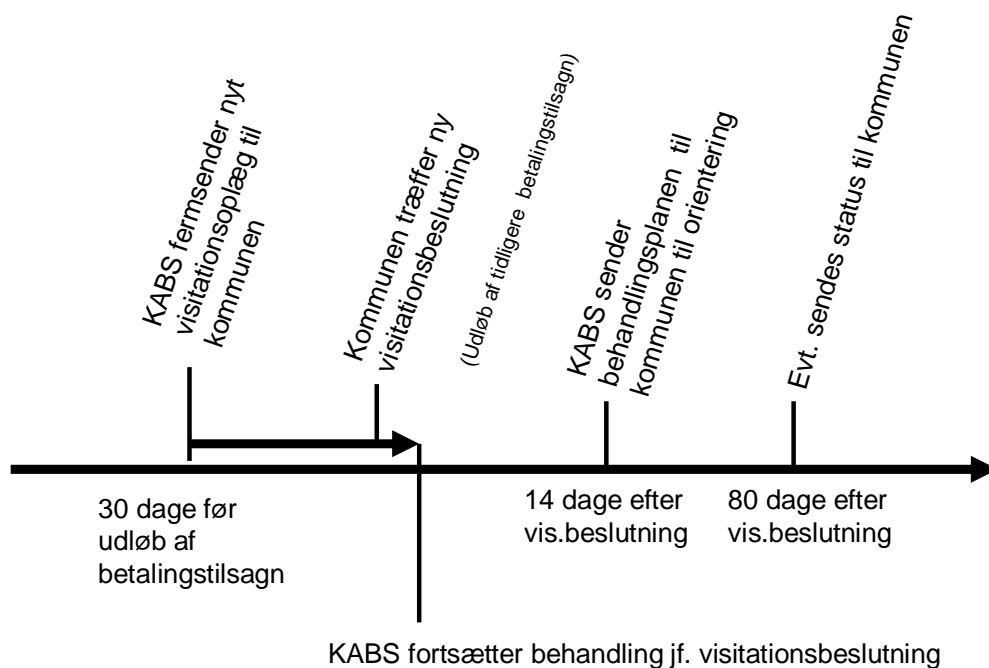 KABS fermsender nyt
visitationsoplæg til
kommunen
Kommunen træffer ny
visitationsbeslutning
(Udløb af tidligere betalingstilsagn)
KABS sender
behandlingsplanen til
kommunen til orientering
Evt. sendes status til kommunen
30 dage før
udløb af
betalingstilsagn
14 dage efter
vis.beslutning
80 dage efter
vis.beslutning
KABS fortsætter behandling jf. visitationsbeslutning